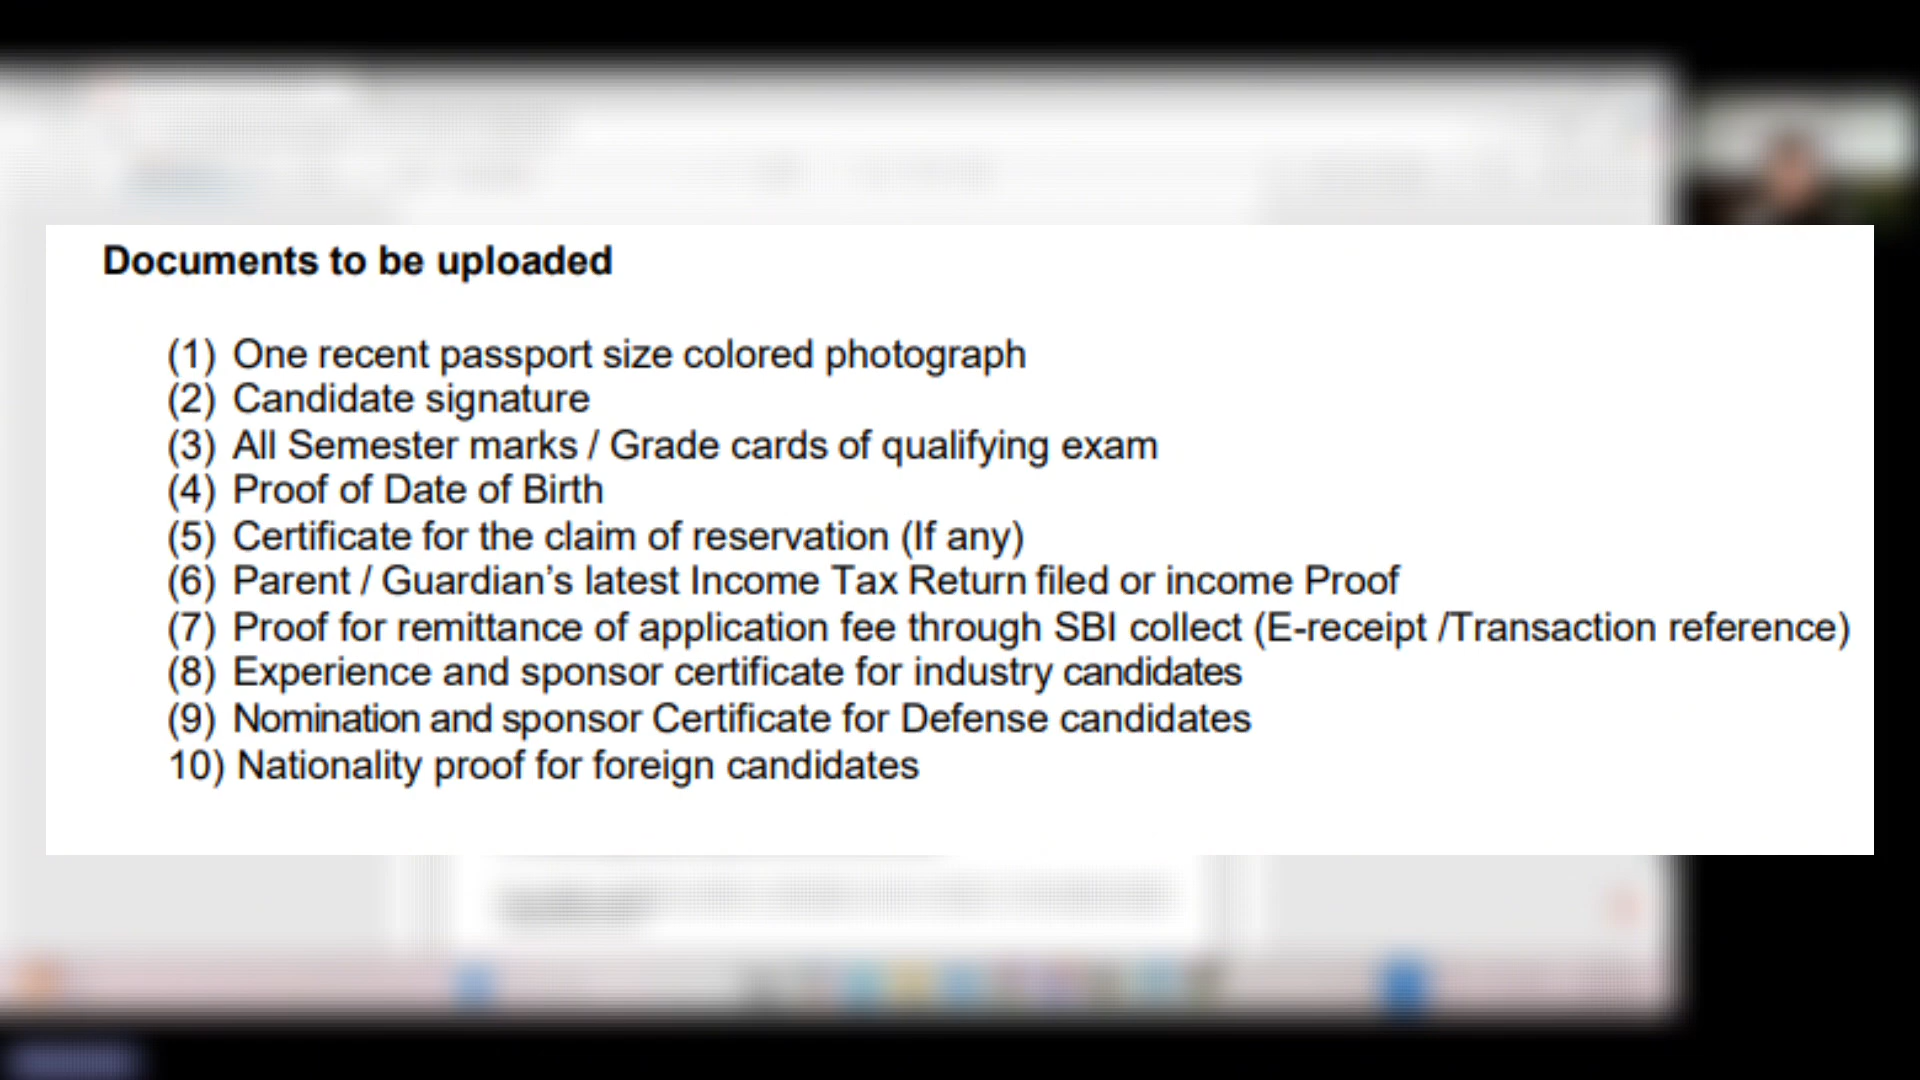 Documents to be uploaded
(1) One recent passport size colored photograph
(2) Candidate signature
(3) All Semester marks / Grade cards of qualifying exam
(4) Proof of Date of Birth
(5) Certificate for the claim of reservation (If any)
(6) Parent / Guardian’s latest Income Tax Return filed or income Proof
(7) Proof for remittance of application fee through SBI collect (E-receipt /Transaction reference)
(8) Experience and sponsor certificate for industry candidates
(9) Nomination and sponsor Certificate for Defense candidates
10) Nationality proof for foreign candidates